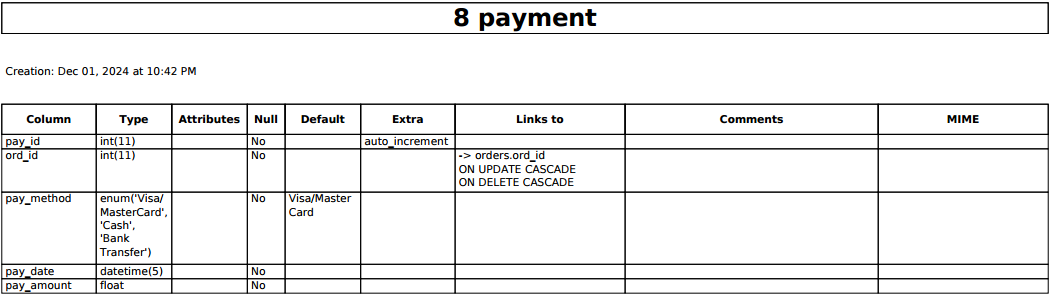 8 payment
Creation: Dec 01, 2024 at 10:42 PM
Column Type Attributes Null Default Extra Links to Comments MIME
pay_id int(11) No auto_increment
ord_id int(11) No -> orders.ord_id
ON UPDATE CASCADE
ON DELETE CASCADE
pay_method enum('Visa/ No Visa/Master
MasterCard', Card
'Cash',
'Bank
Transfer')
pay_date datetime(5) No
pay_amount float No